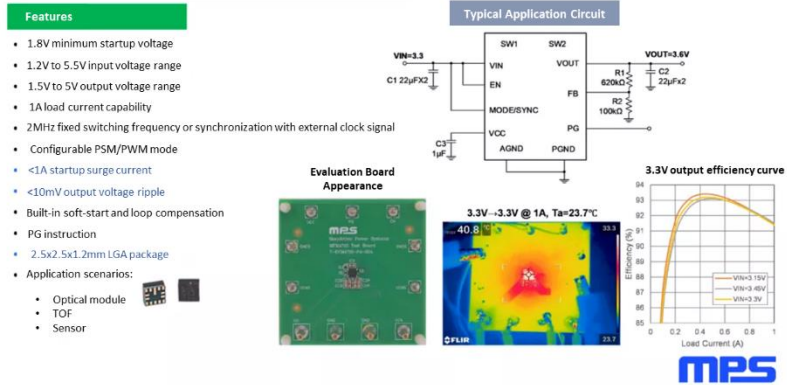 Features
1.8V minimum startup voltage
1.2V to 5.5V input voltage range
1.5V to 5V output voltage range
1A load current capability
2MHz fixed switching frequency or synchronization with external clock signal
Configurable PSM/PWM mode
<1A startup surge current
<10mV output voltage ripple
Built-in soft-start and loop compensation
PG instruction
2.5x2.5x1.2mm LGA package
Application scenarios:
Optical module
TOF
Sensor
Typical Application Circuit
SW1 SW2
VIN=3.3
VIN
VOUT
VOUT=3.6V
C1 22µFX2
EN
R1
620kΩ
C2
22µFx2
FB
MODE/SYNC
R2
100kΩ
VCC
PG
C3
1µF
AGND PGND
Evaluation Board
Appearance
mps
3.3V→3.3V @ 1A, Ta=23.7℃
40.8 °C
33.3
23.7
FLIR
3.3V output efficiency curve
Efficiency (%)
94
93
92
91
90
89
88
87
86
85
VIN=3.15V
VIN=3.45V
VIN=3.3V
0 0.2 0.4 0.6 0.8 1
Load Current (A)
mps